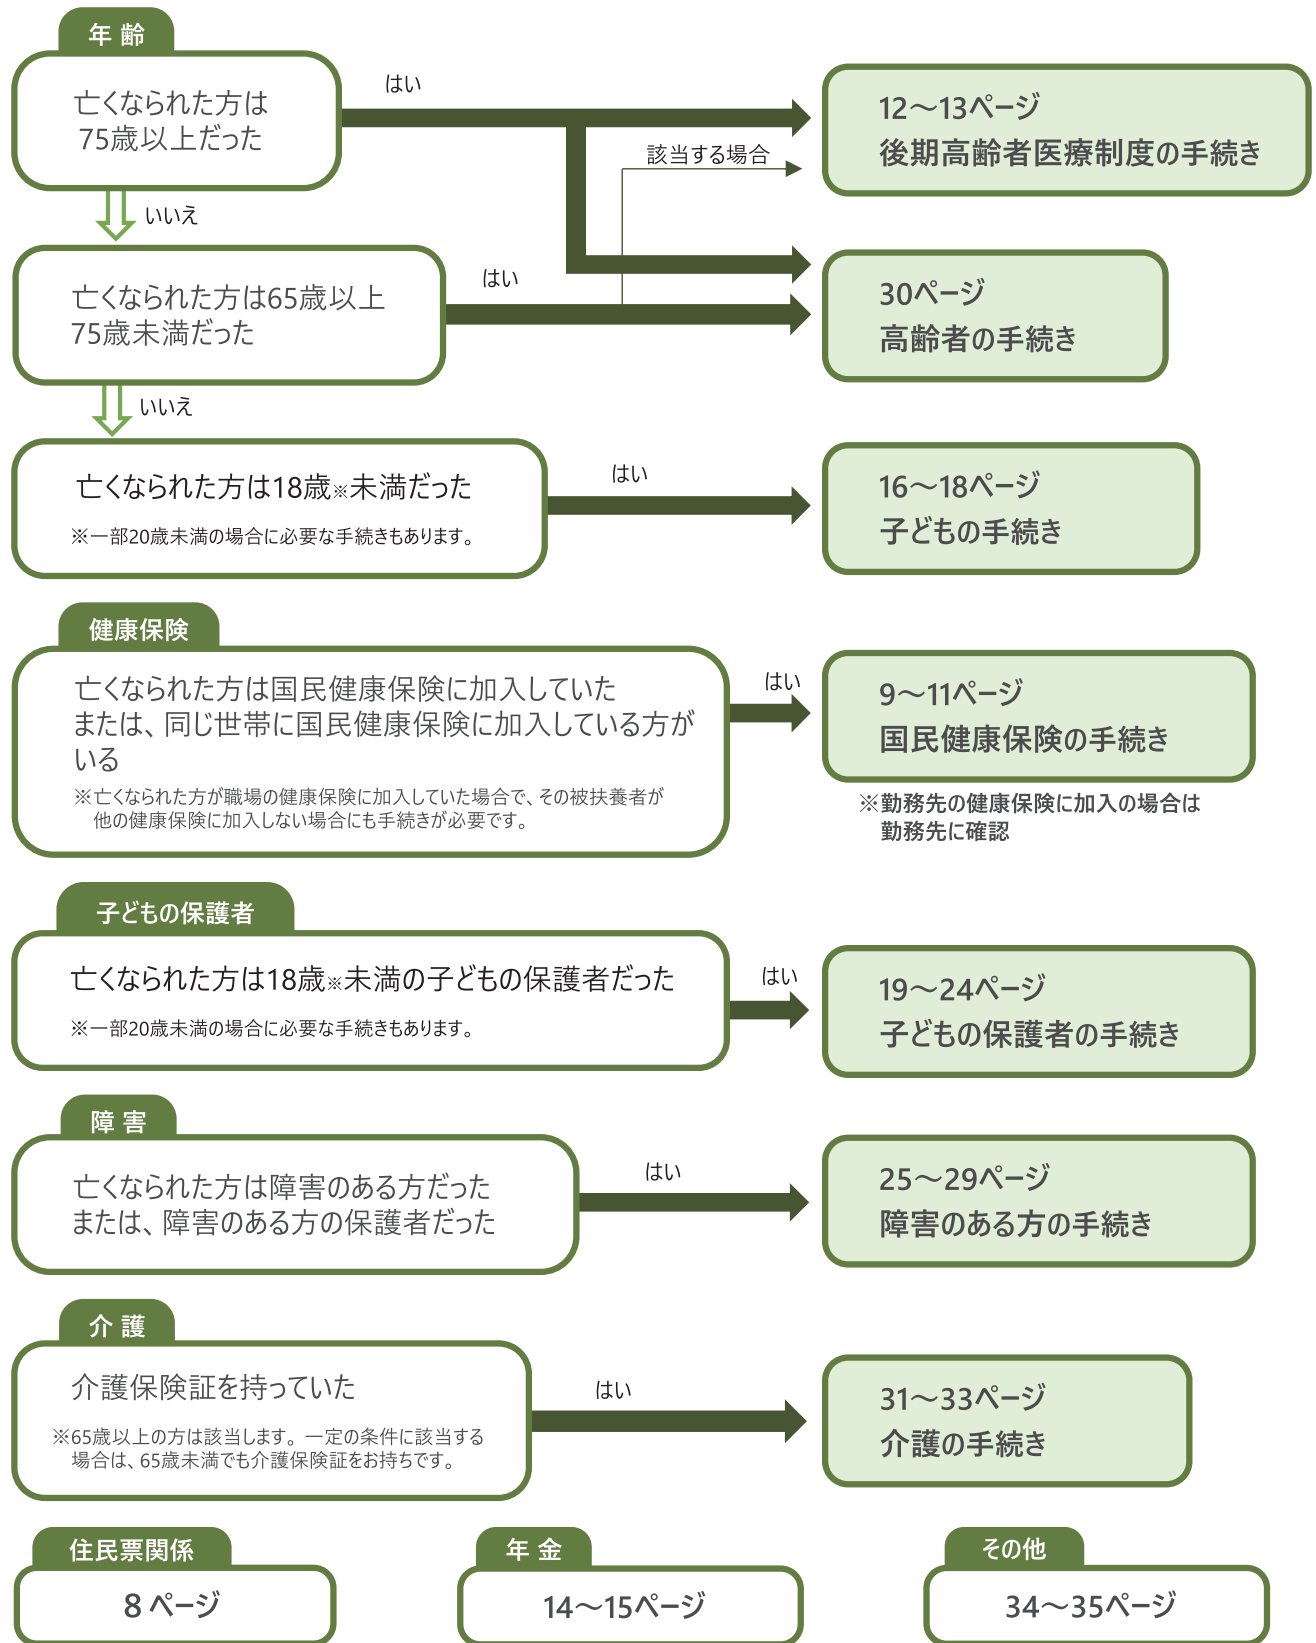 年 齢
亡くなられた方は
75歳以上だった
はい
12～13ページ
後期高齢者医療制度の手続き
該当する場合
いいえ
亡くなられた方は65歳以上
75歳未満だった
はい
30ページ
高齢者の手続き
いいえ
亡くなられた方は18歳※未満だった
※一部20歳未満の場合に必要な手続きもあります。
はい
16～18ページ
子どもの手続き
健康保険
亡くなられた方は国民健康保険に加入していた
または、同じ世帯に国民健康保険に加入している方が
いる
※亡くなられた方が職場の健康保険に加入していた場合で、その被扶養者が
他の健康保険に加入しない場合にも手続きが必要です。
はい
9～11ページ
国民健康保険の手続き
※勤務先の健康保険に加入の場合は
勤務先に確認
子どもの保護者
亡くなられた方は18歳※未満の子どもの保護者だった
※一部20歳未満の場合に必要な手続きもあります。
はい
19～24ページ
子どもの保護者の手続き
障 害
亡くなられた方は障害のある方だった
または、障害のある方の保護者だった
はい
25～29ページ
障害のある方の手続き
介 護
介護保険証を持っていた
※65歳以上の方は該当します。一定の条件に該当する
場合は、65歳未満でも介護保険証をお持ちです。
はい
31～33ページ
介護の手続き
住民票関係
8 ページ
年 金
14～15ページ
その他
34～35ページ